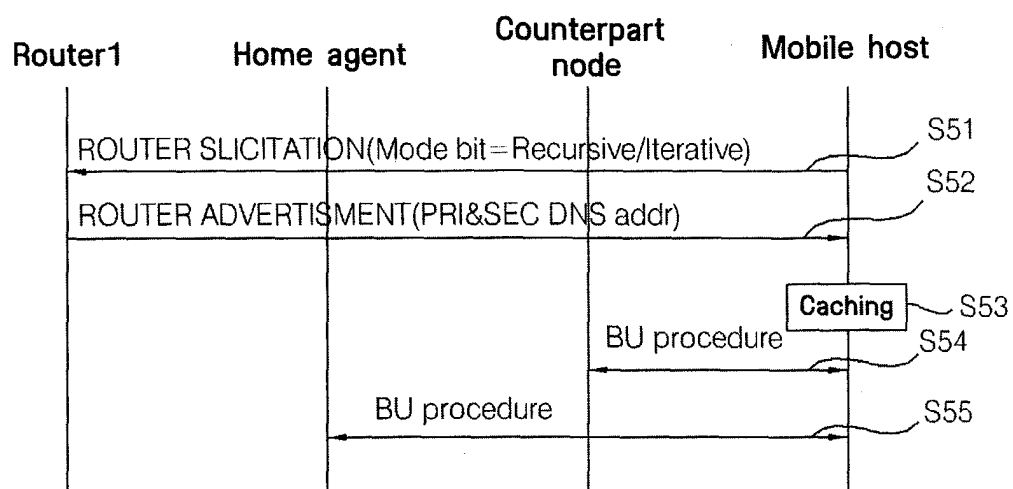 Router1
Home agent
Counterpart
node
Mobile host
ROUTER SLICITATION(Mode bit=Recursive/Iterative)
S51
S52
ROUTER ADVERTISMENT(PRI&SEC DNS addr)
Caching
S53
BU procedure
S54
BU procedure
S55